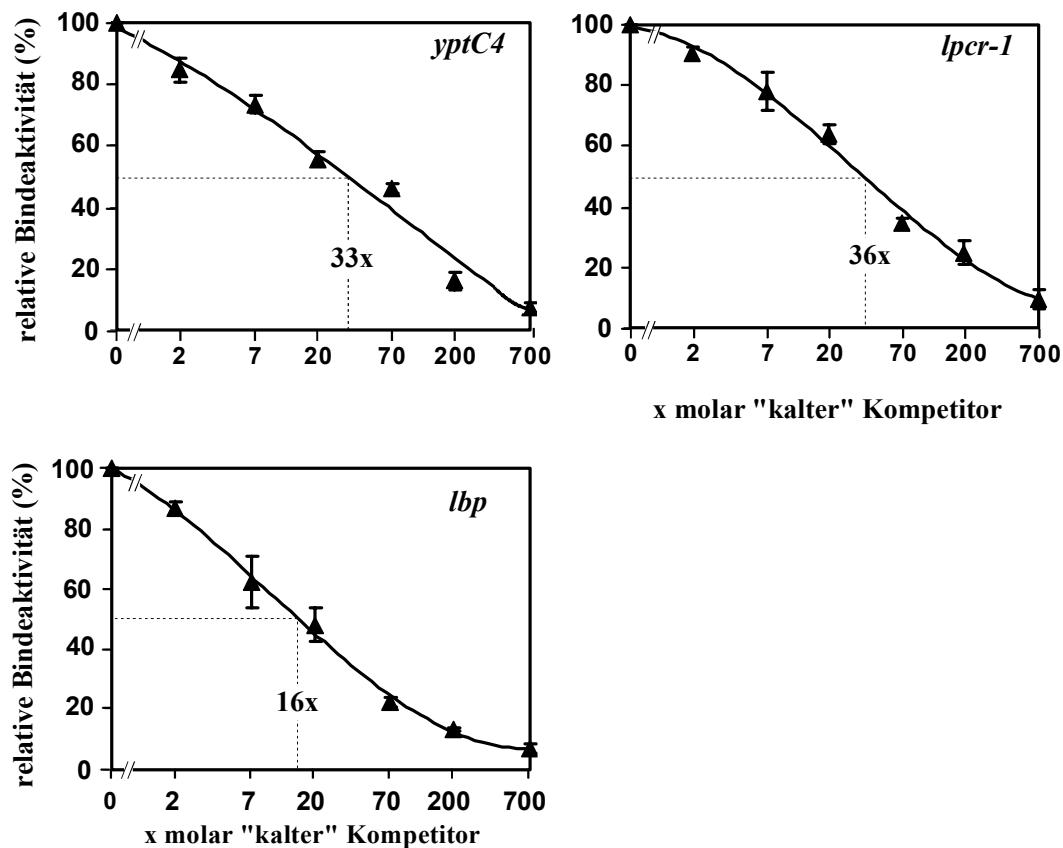 relative Bindeaktivität (%)
100
80
60
40
20
0
yptC4
33x
0 2 7 20 70 200 700
100
80
60
40
20
0
lpcr-1
36x
0 2 7 20 70 200 700
x molar "kalter" Kompetitor
relative Bindeaktivität (%)
100
80
60
40
20
0
lbp
16x
0 2 7 20 70 200 700
x molar "kalter" Kompetitor